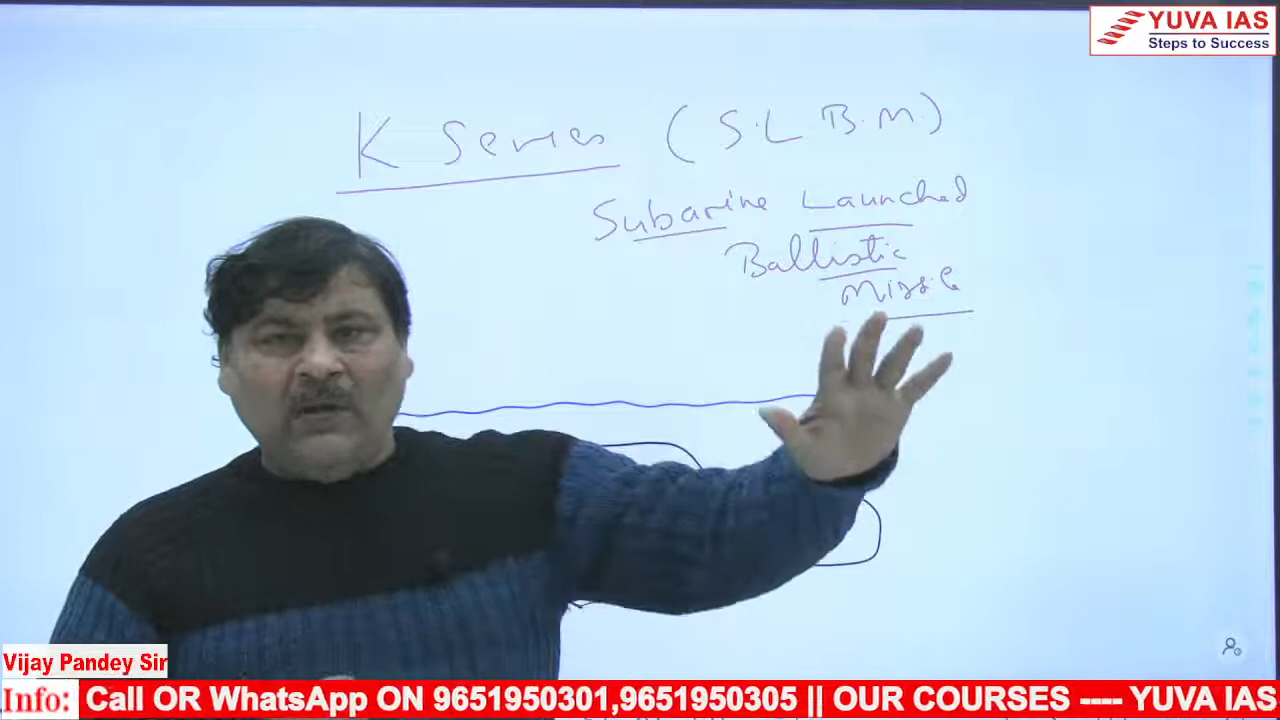 YUVA IAS
Steps to Success
K Series (S.L B.M.)
Subarine Launched
Ballistic
Missile
Vijay Pandey Sir
Info: Call OR WhatsApp ON 9651950301,9651950305 || OUR COURSES ---- YUVA IAS